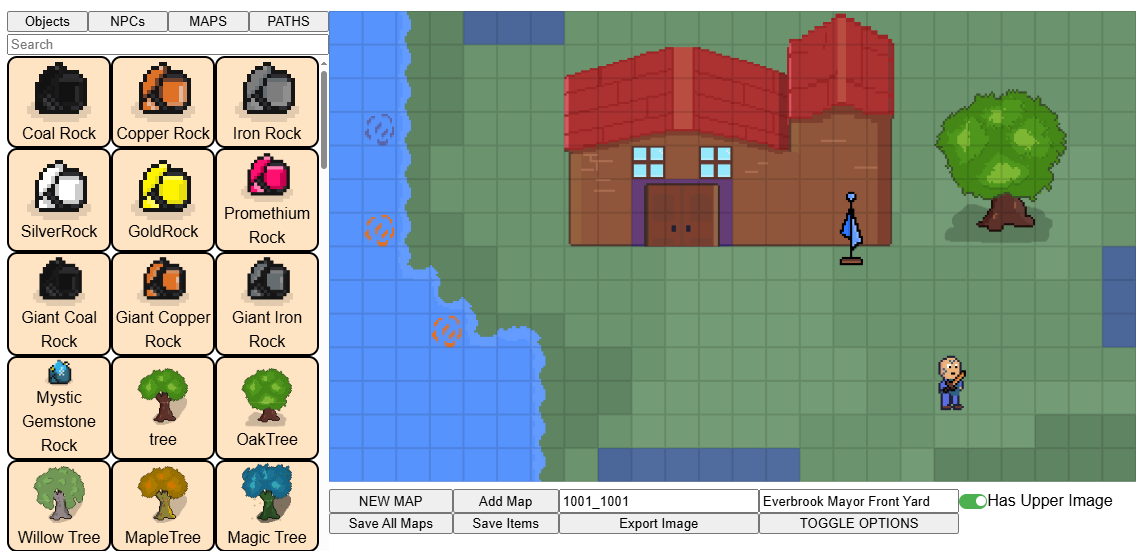 Objects NPCs MAPS PATHS
Search
Coal Rock Copper Rock Iron Rock
SilverRock GoldRock Promethium Rock
Giant Coal Rock Giant Copper Rock Giant Iron Rock
Mystic Gemstone Rock tree OakTree
Willow Tree MapleTree Magic Tree
NEW MAP Add Map 1001_1001 Everbrook Mayor Front Yard Has Upper Image
Save All Maps Save Items Export Image TOGGLE OPTIONS